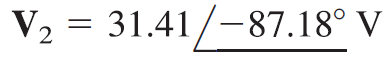 V₂ = 31.41∠−87.18° V